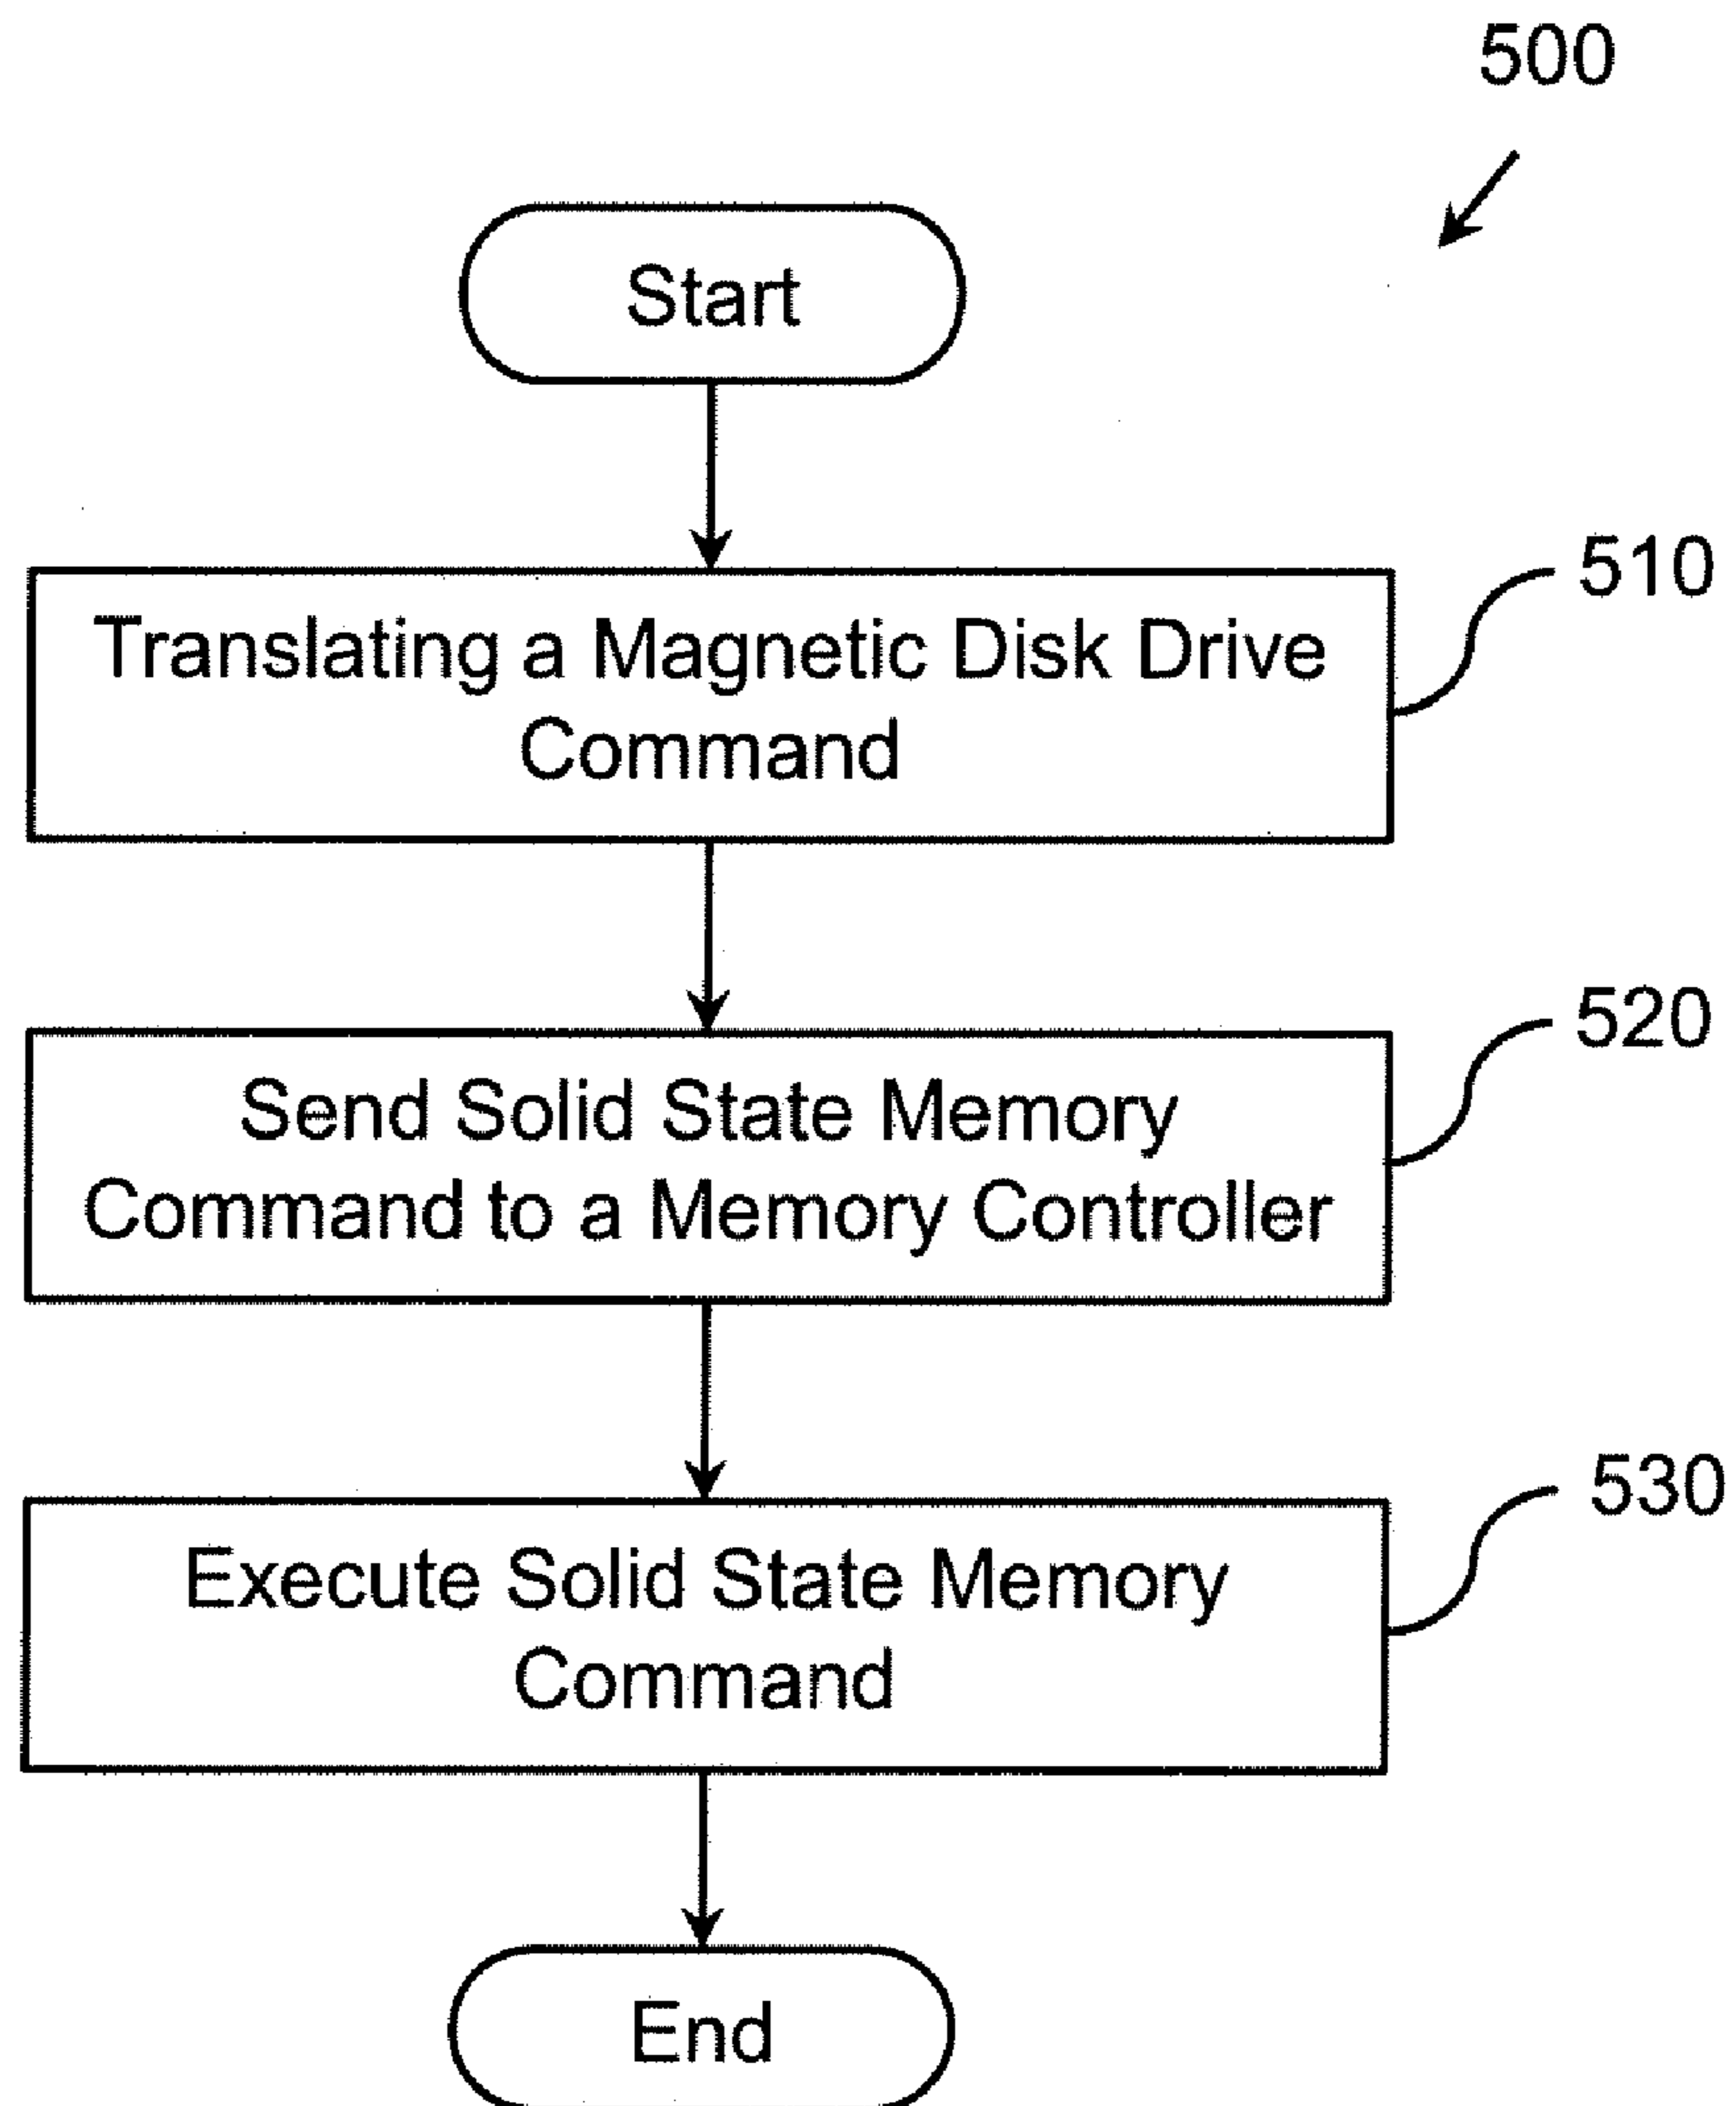 500
Start
Translating a Magnetic Disk Drive
Command
510
Send Solid State Memory
Command to a Memory Controller
520
Execute Solid State Memory
Command
530
End